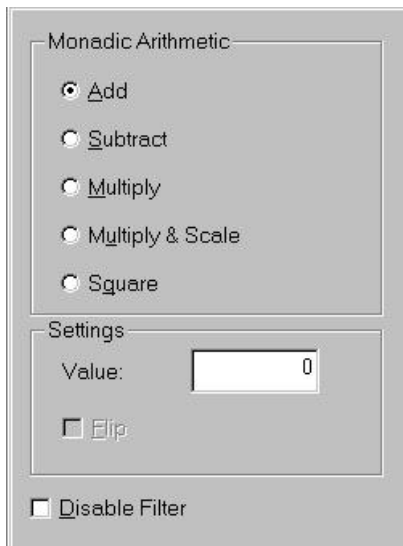 Monadic Arithmetic
Add
Subtract
Multiply
Multiply & Scale
Square
Settings
Value: 0
Flip
Disable Filter